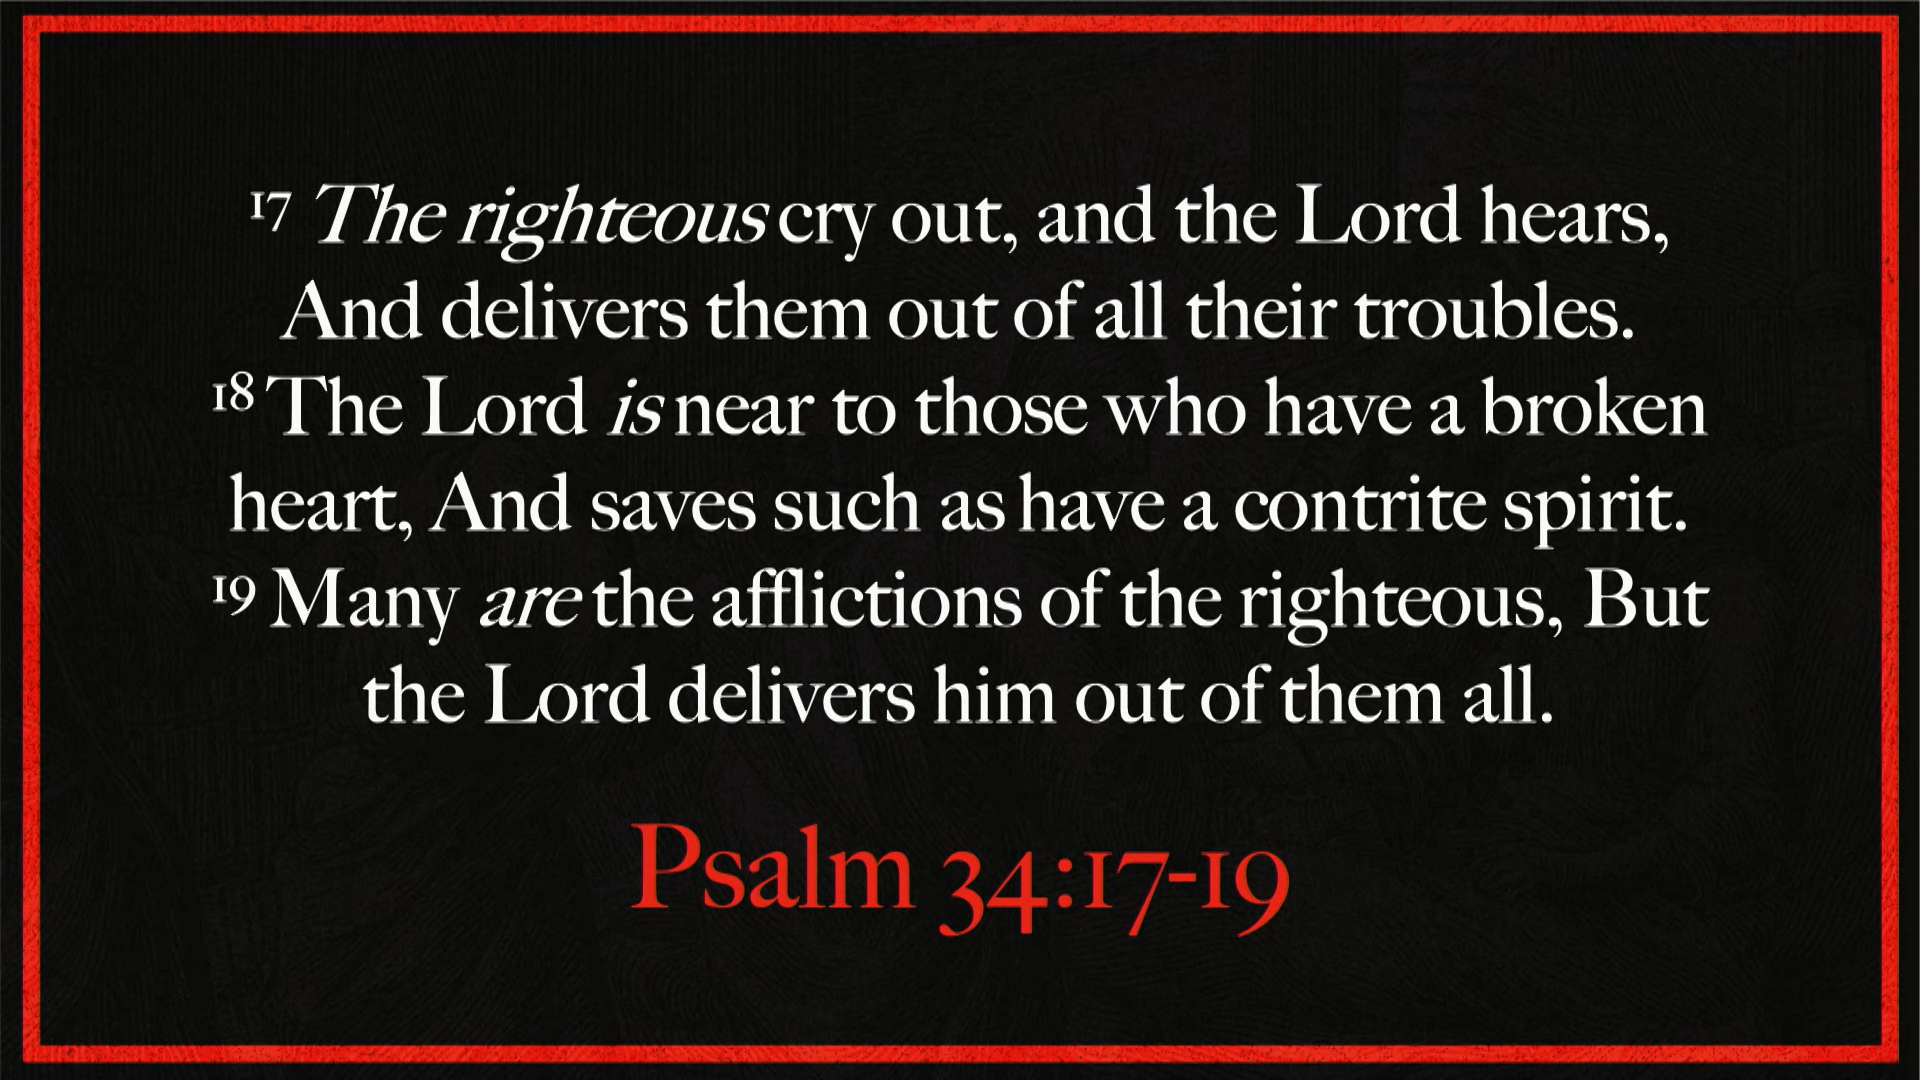 17 The righteous cry out, and the Lord hears,
And delivers them out of all their troubles.
18 The Lord is near to those who have a broken
heart, And saves such as have a contrite spirit.
19 Many are the afflictions of the righteous, But
the Lord delivers him out of them all.
Psalm 34:17-19